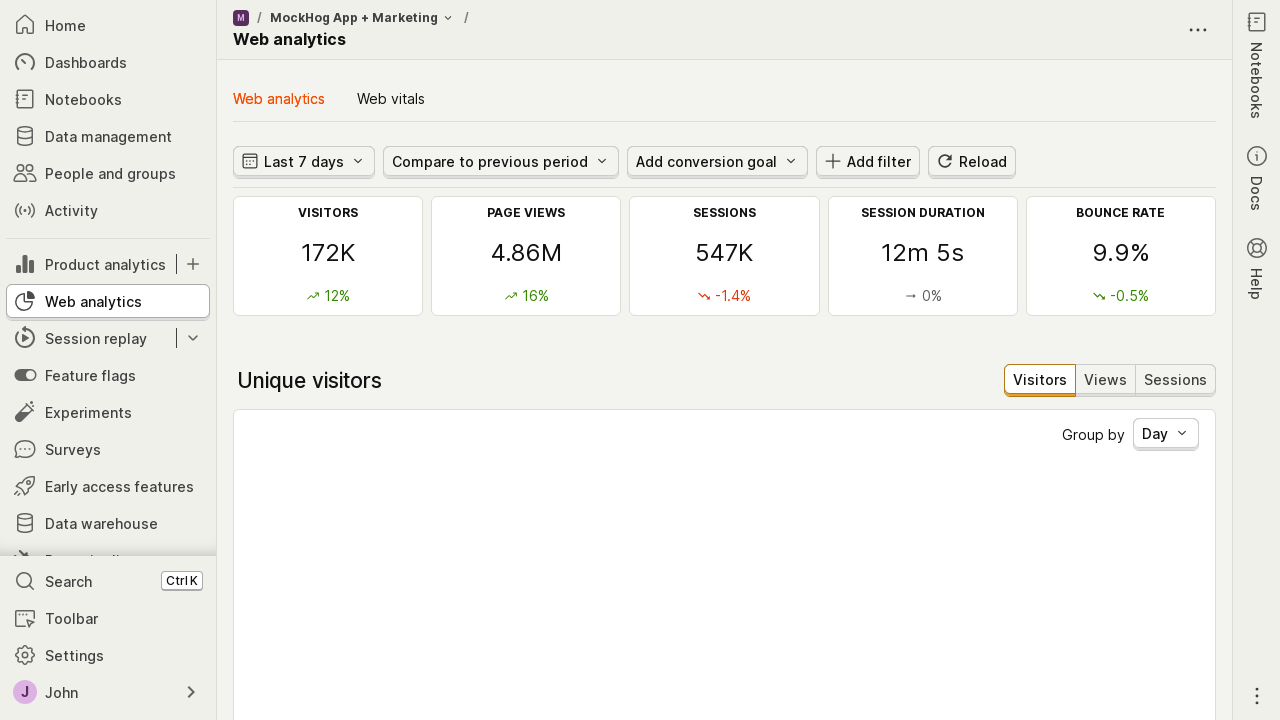 Home
Dashboards
Notebooks
Data management
People and groups
Activity
Product analytics
Web analytics
Session replay
Feature flags
Experiments
Surveys
Early access features
Data warehouse
Search Ctrl K
Toolbar
Settings
J John
M / MockHog App + Marketing /
Web analytics
Web analytics Web vitals
Last 7 days Compare to previous period Add conversion goal Add filter Reload
VISITORS PAGE VIEWS SESSIONS SESSION DURATION BOUNCE RATE
172K 4.86M 547K 12m 5s 9.9%
12% 16% -1.4% 0% -0.5%
Unique visitors Visitors Views Sessions
Group by Day
Notebooks
Docs
Help